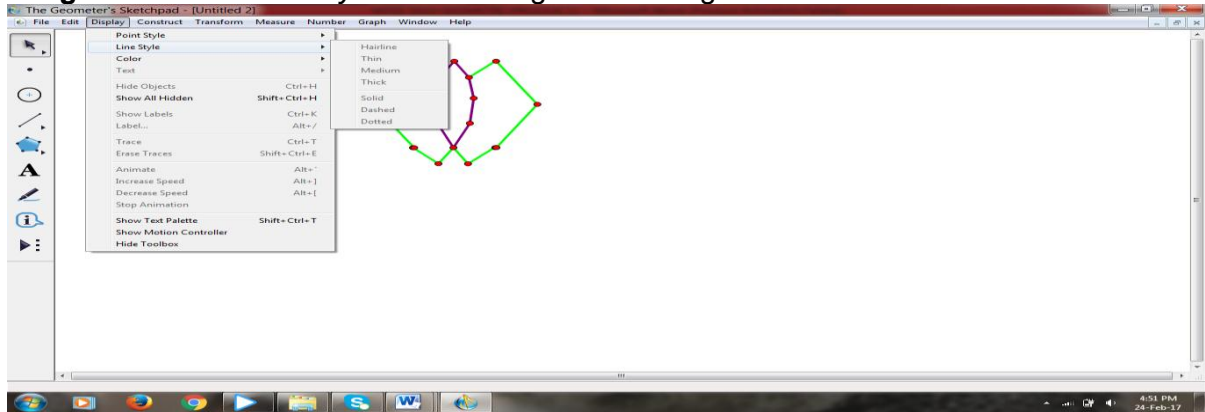 The Geometer's Sketchpad - [Untitled 2]
File Edit Display Construct Transform Measure Number Graph Window Help
Point Style
Line Style
Color
Text
Hide Objects Ctrl+H
Show All Hidden Shift+Ctrl+H
Show Labels Ctrl+K
Label... Alt+/
Trace Ctrl+T
Erase Traces Shift+Ctrl+E
Animate Alt+`
Increase Speed Alt+]
Decrease Speed Alt+[
Stop Animation
Show Text Palette Shift+Ctrl+T
Show Motion Controller
Hide Toolbox
Hairline
Thin
Medium
Thick
Solid
Dashed
Dotted
A
4:51 PM
24-Feb-17